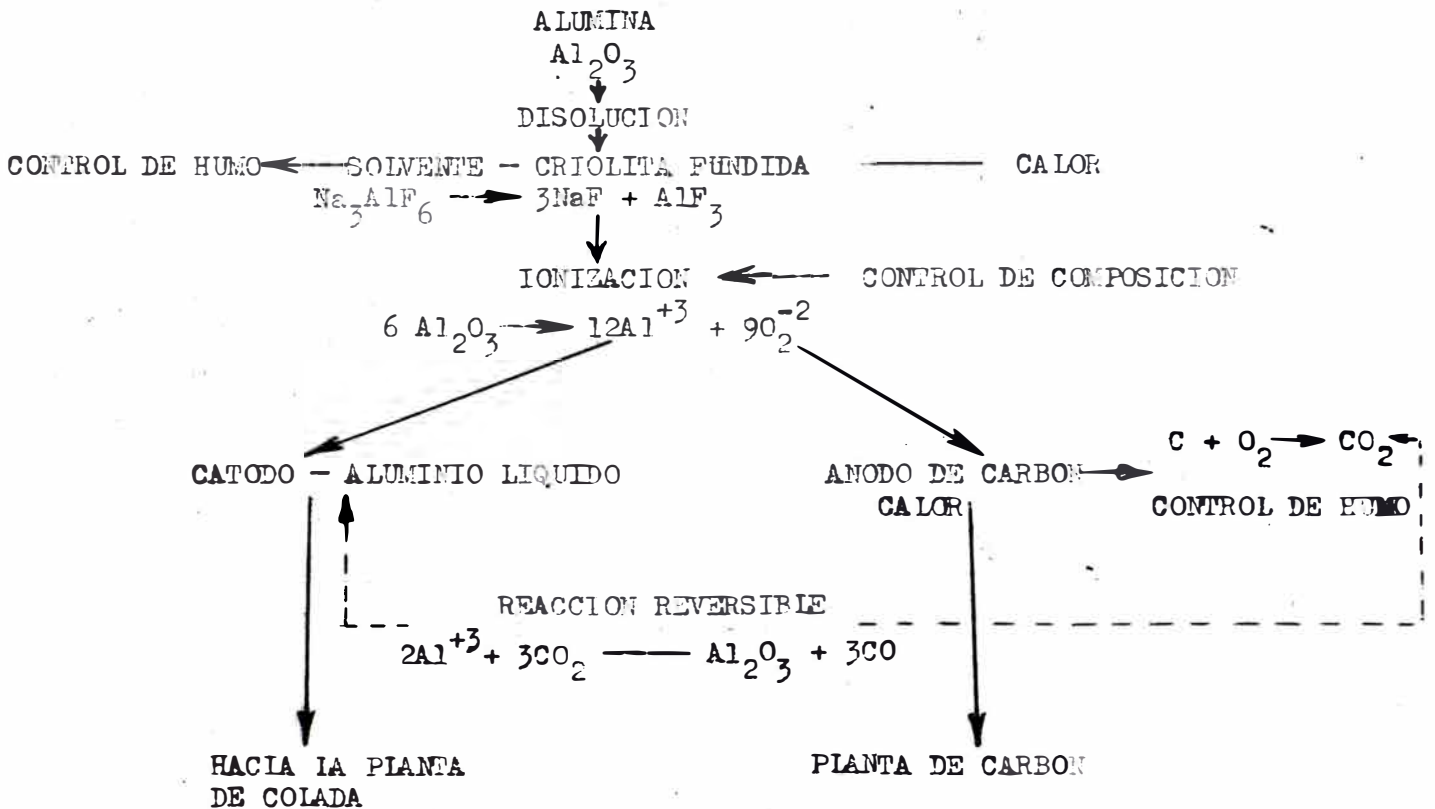 ALUMINA
Al2O3
DISOLUCION
CONTROL DE HUMO ← SOLVENTE - CRIOLITA FUNDIDA —— CALOR
Na3AlF6 → 3NaF + AlF3
IONIZACION ← CONTROL DE COMPOSICION
6 Al2O3 → 12Al+3 + 9O2-2
C + O2 → CO2
CATODO - ALUMINIO LIQUIDO
ANODO DE CARBON →
CALOR
CONTROL DE HUMO
REACCION REVERSIBLE
2Al+3 + 3CO2 —— Al2O3 + 3CO
HACIA LA PLANTA
DE COLADA
PLANTA DE CARBON